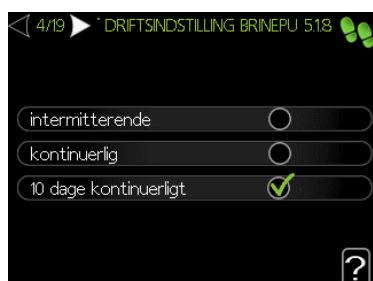 4/19 DRIFTSINDSTILLING BRINEPU 5.1.8
intermitterende
kontinuerlig
10 dage kontinuerligt
?